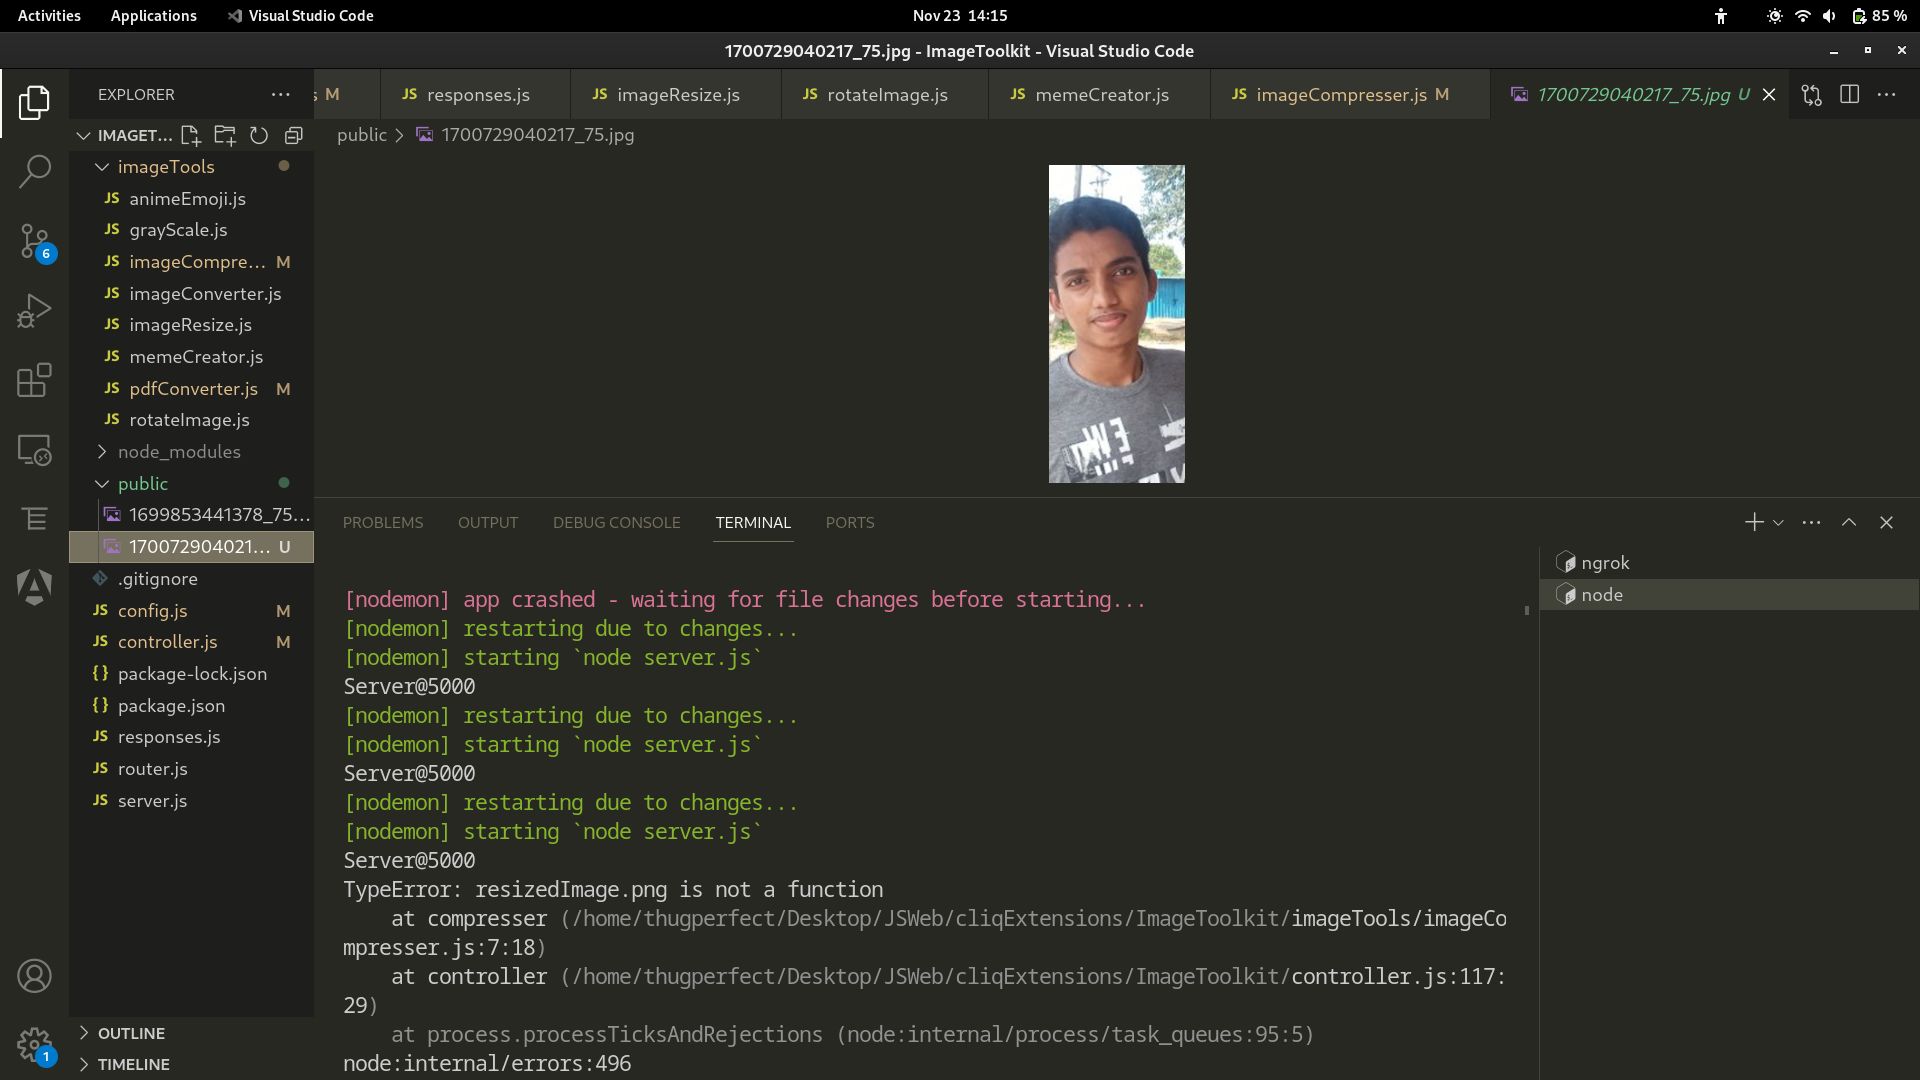 Activities Applications Visual Studio Code Nov 23 14:15 85 %
1700729040217_75.jpg - ImageToolkit - Visual Studio Code
EXPLORER
M JS responses.js JS imageResize.js JS rotateImage.js JS memeCreator.js JS imageCompresser.js M 1700729040217_75.jpg U
public > 1700729040217_75.jpg
IMAGET...
imageTools
JS animeEmoji.js
JS grayScale.js
JS imageCompre... M
JS imageConverter.js
JS imageResize.js
JS memeCreator.js
JS pdfConverter.js M
JS rotateImage.js
node_modules
public
1699853441378_75...
170072904021... U
.gitignore
JS config.js M
JS controller.js M
{} package-lock.json
{} package.json
JS responses.js
JS router.js
JS server.js
OUTLINE
TIMELINE
6
1
PROBLEMS OUTPUT DEBUG CONSOLE TERMINAL PORTS
[nodemon] app crashed - waiting for file changes before starting...
[nodemon] restarting due to changes...
[nodemon] starting `node server.js`
Server@5000
[nodemon] restarting due to changes...
[nodemon] starting `node server.js`
Server@5000
[nodemon] restarting due to changes...
[nodemon] starting `node server.js`
Server@5000
TypeError: resizedImage.png is not a function
at compresser (/home/thugperfect/Desktop/JSWeb/cliqExtensions/ImageToolkit/imageTools/imageCo
mpresser.js:7:18)
at controller (/home/thugperfect/Desktop/JSWeb/cliqExtensions/ImageToolkit/controller.js:117:
29)
at process.processTicksAndRejections (node:internal/process/task_queues:95:5)
node:internal/errors:496
ngrok
node